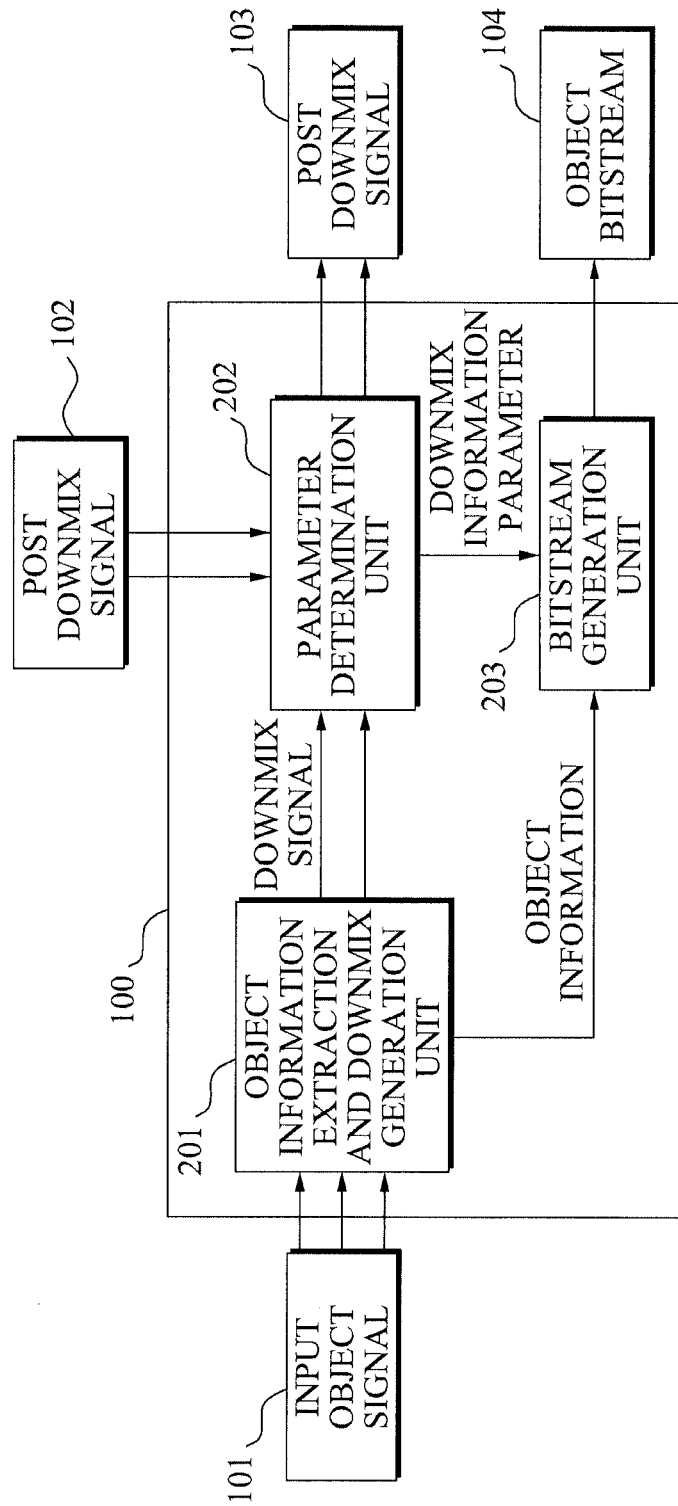 101
INPUT
OBJECT
SIGNAL
100
201
OBJECT
INFORMATION
EXTRACTION
AND DOWNMIX
GENERATION
UNIT
DOWNMIX
SIGNAL
OBJECT
INFORMATION
POST
DOWNMIX
SIGNAL
102
202
PARAMETER
DETERMINATION
UNIT
DOWNMIX
INFORMATION
PARAMETER
203
BITSTREAM
GENERATION
UNIT
103
POST
DOWNMIX
SIGNAL
104
OBJECT
BITSTREAM